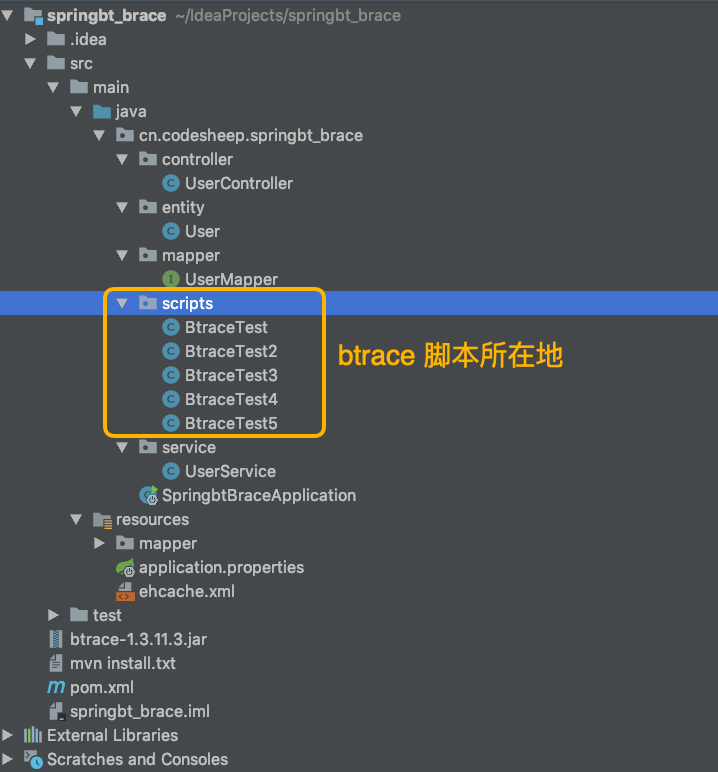 springbt_brace ~/IdeaProjects/springbt_brace
.idea
src
main
java
cn.codesheep.springbt_brace
controller
UserController
entity
User
mapper
UserMapper
scripts
BtraceTest
BtraceTest2
btrace 脚本所在地
BtraceTest3
BtraceTest4
BtraceTest5
service
UserService
SpringbtBraceApplication
resources
mapper
application.properties
ehcache.xml
test
btrace-1.3.11.3.jar
mvn install.txt
pom.xml
springbt_brace.iml
External Libraries
Scratches and Consoles